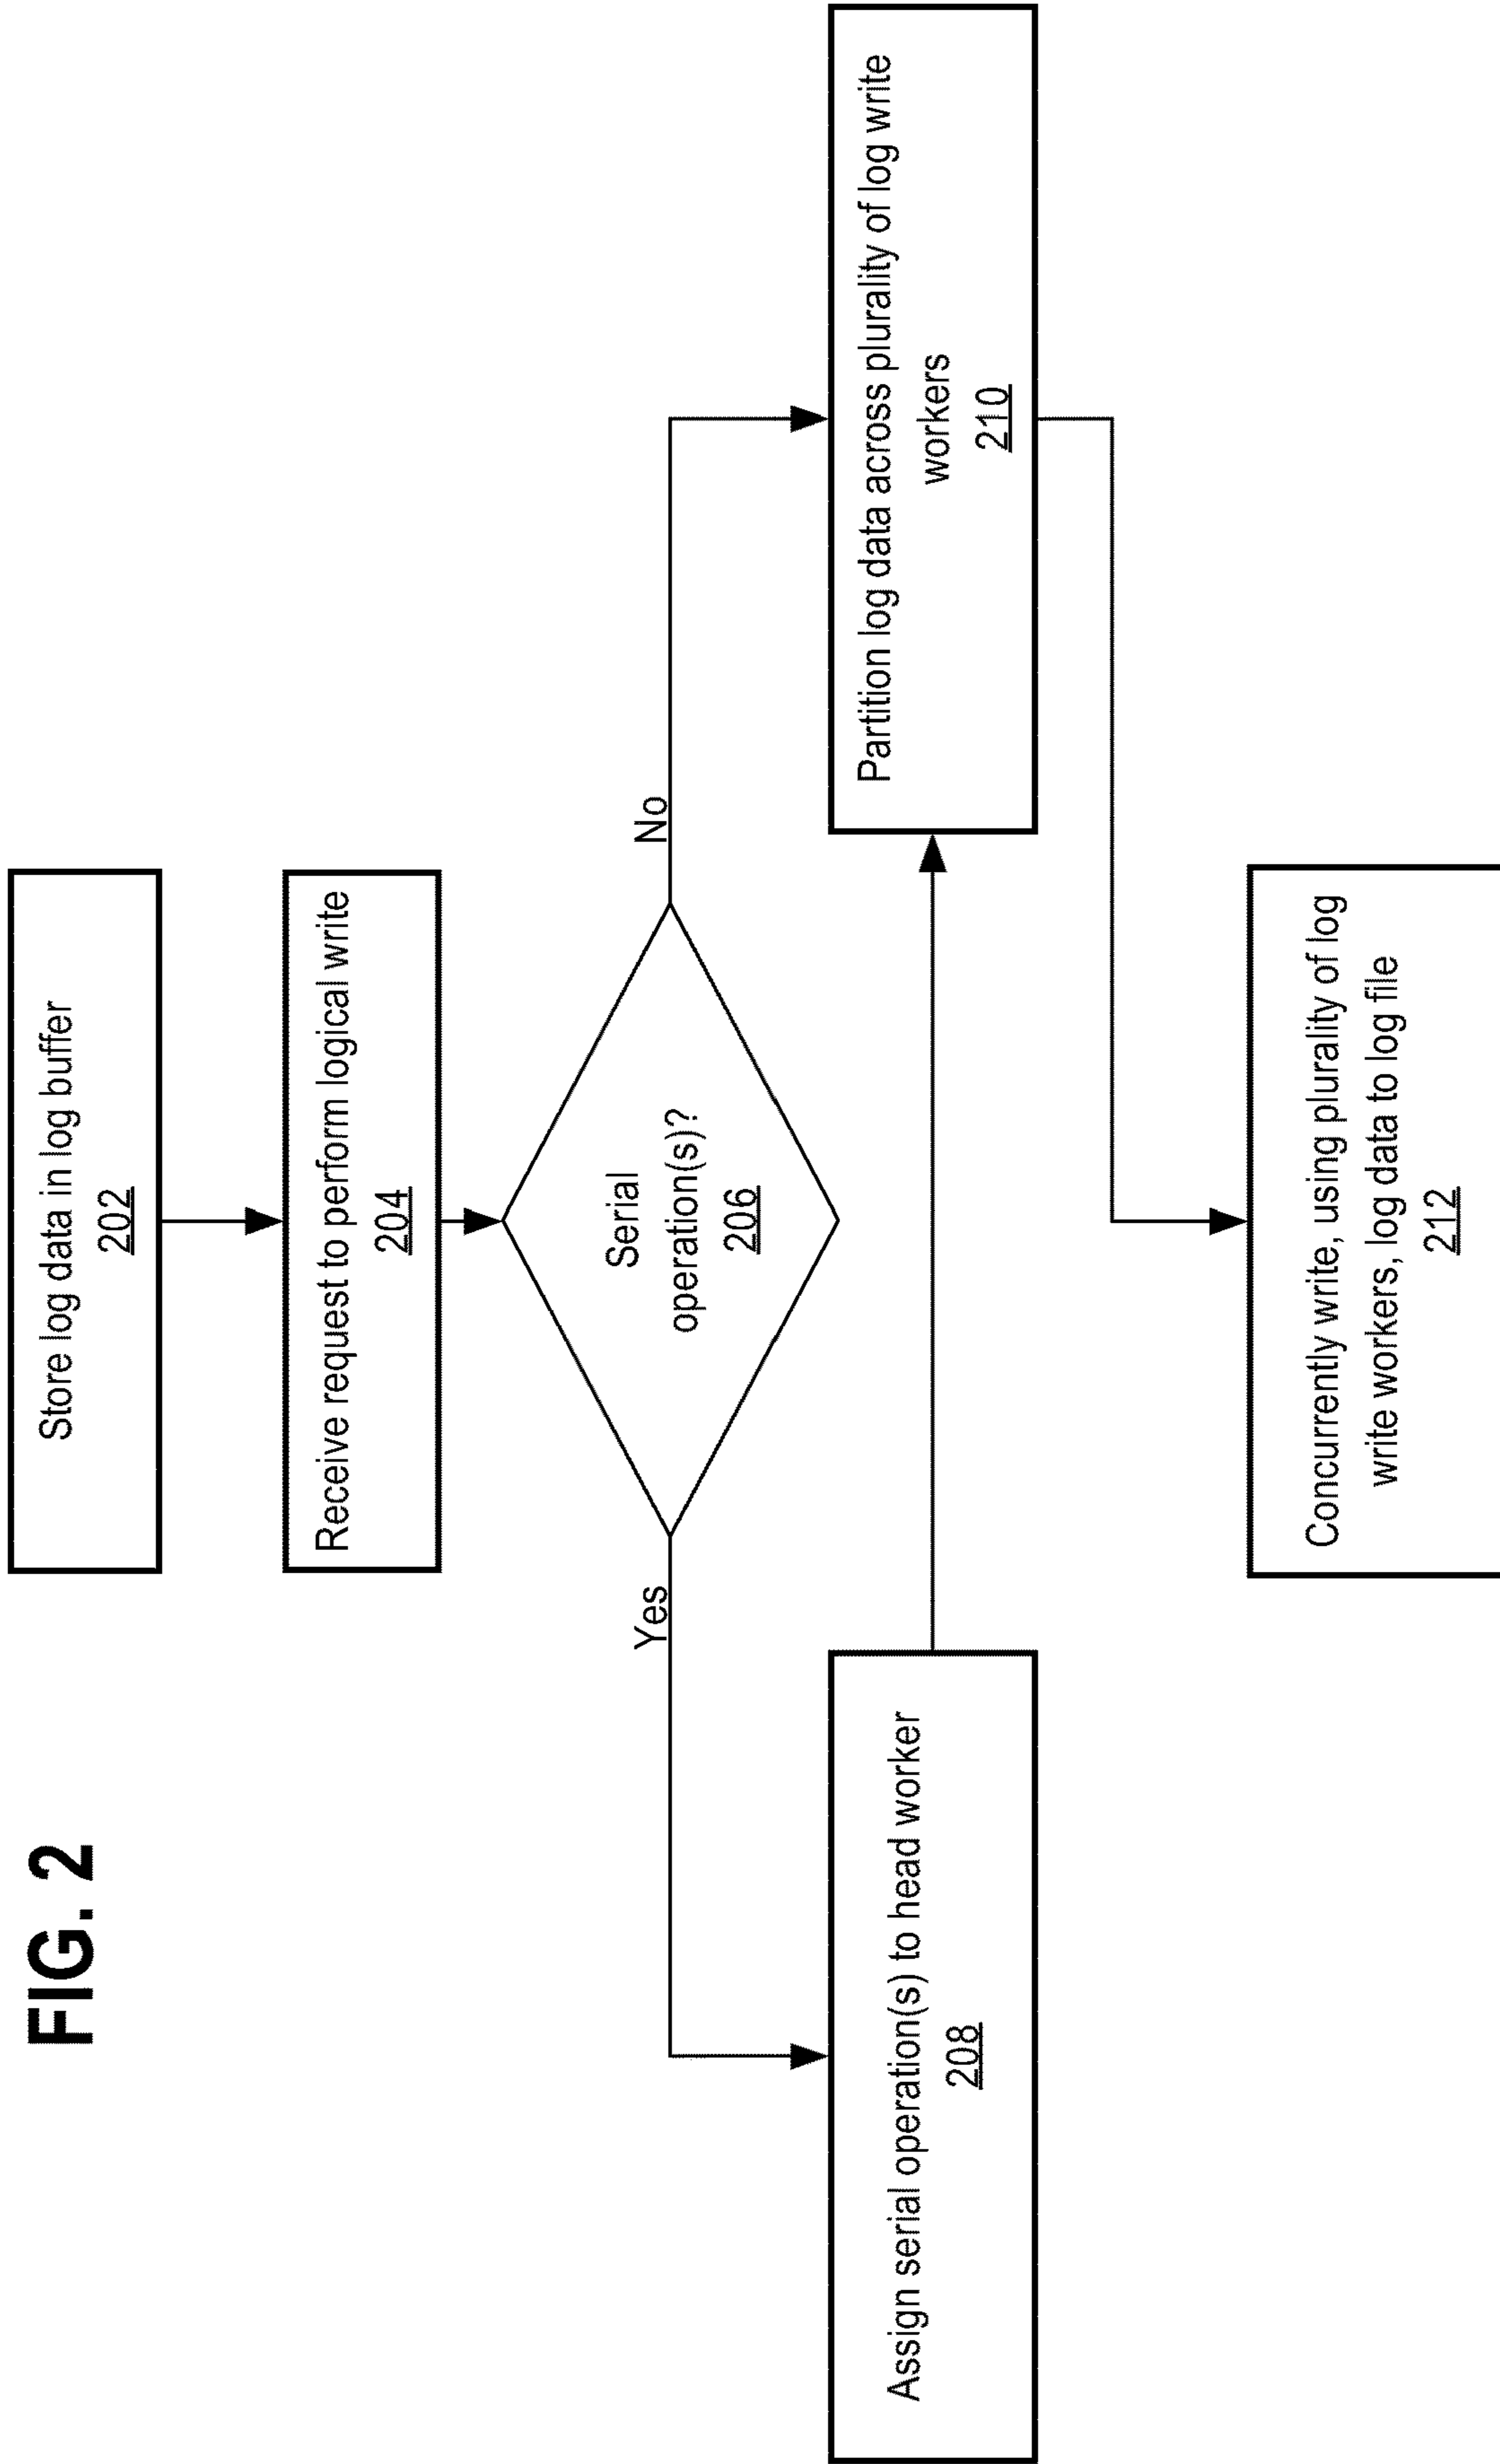 FIG. 2
Store log data in log buffer
202
Receive request to perform logical write
204
Serial
operation(s)?
206
Yes
No
Assign serial operation(s) to head worker
208
Partition log data across plurality of log write
workers
210
Concurrently write, using plurality of log
write workers, log data to log file
212